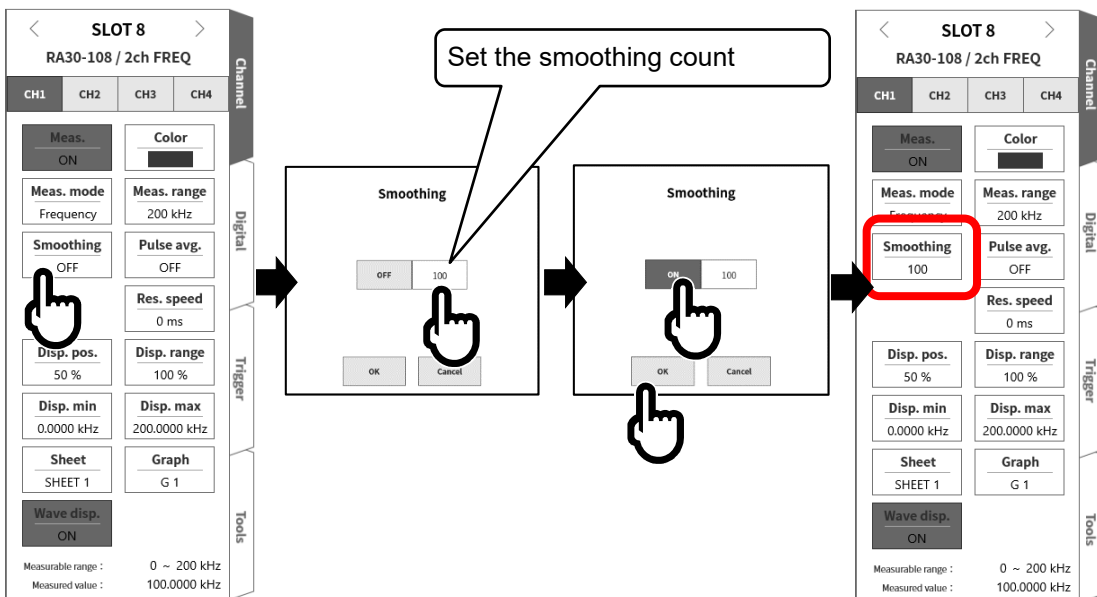 SLOT 8
RA30-108 / 2ch FREQ
CH1 CH2 CH3 CH4
Meas. Color
ON
Meas. mode Meas. range
Frequency 200 kHz
Smoothing Pulse avg.
OFF OFF
Res. speed
0 ms
Disp. pos. Disp. range
50 % 100 %
Disp. min Disp. max
0.0000 kHz 200.0000 kHz
Sheet Graph
SHEET 1 G 1
Wave disp.
ON
Measurable range : 0 ~ 200 kHz
Measured value : 100.0000 kHz
Channel
Digital
Trigger
Tools
Set the smoothing count
Smoothing
OFF 100
OK Cancel
Smoothing
ON 100
OK Cancel
SLOT 8
RA30-108 / 2ch FREQ
CH1 CH2 CH3 CH4
Meas. Color
ON
Meas. mode Meas. range
Frequency 200 kHz
Smoothing Pulse avg.
100 OFF
Res. speed
0 ms
Disp. pos. Disp. range
50 % 100 %
Disp. min Disp. max
0.0000 kHz 200.0000 kHz
Sheet Graph
SHEET 1 G 1
Wave disp.
ON
Measurable range : 0 ~ 200 kHz
Measured value : 100.0000 kHz
Channel
Digital
Trigger
Tools